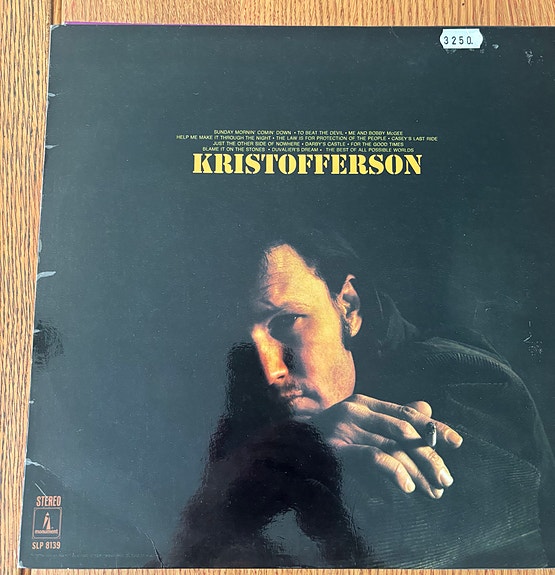 3250.
SUNDAY MORNIN' COMIN' DOWN • TO BEAT THE DEVIL • ME AND BOBBY McGEE
HELP ME MAKE IT THROUGH THE NIGHT • THE LAW IS FOR PROTECTION OF THE PEOPLE • CASEY'S LAST RIDE
JUST THE OTHER SIDE OF NOWHERE • DARBY'S CASTLE • FOR THE GOOD TIMES
BLAME IT ON THE STONES • DUVALIER'S DREAM • THE BEST OF ALL POSSIBLE WORLDS
KRISTOFFERSON
STEREO
monument
SLP 8139